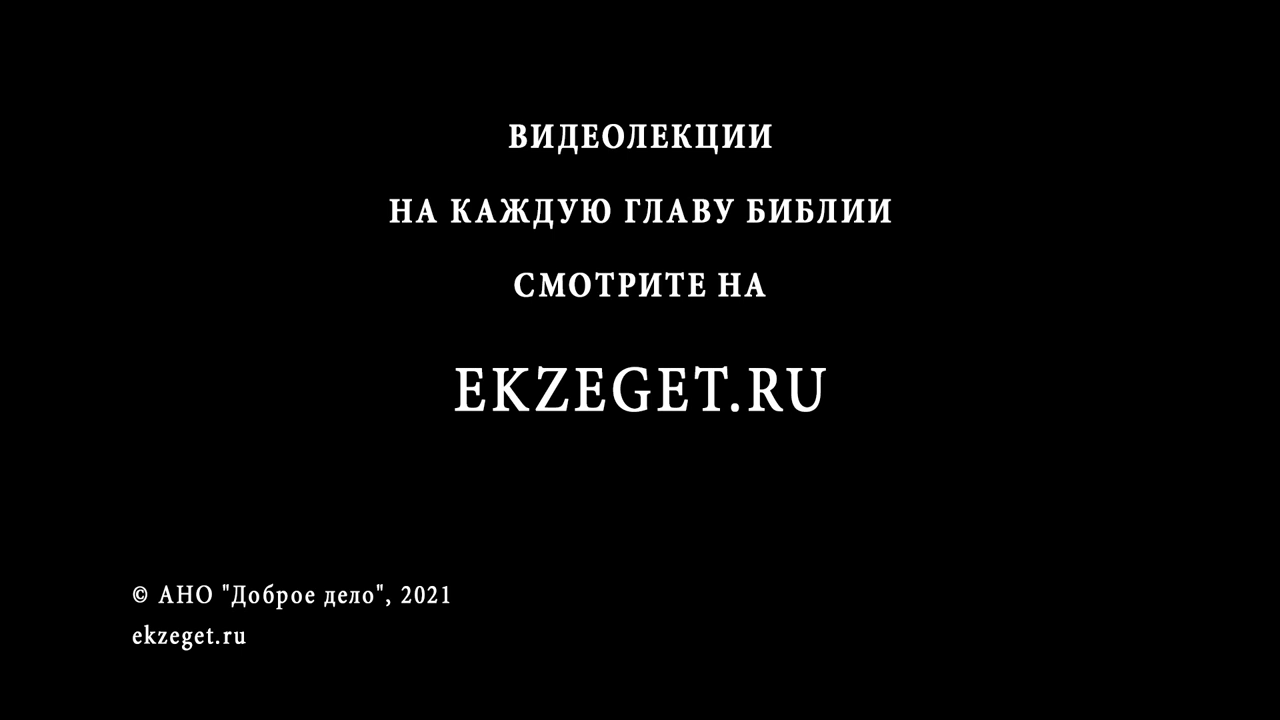 ВИДЕОЛЕКЦИИ
НА КАЖДУЮ ГЛАВУ БИБЛИИ
СМОТРИТЕ НА
EKZEGET.RU
© АНО "Доброе дело", 2021
ekzeget.ru